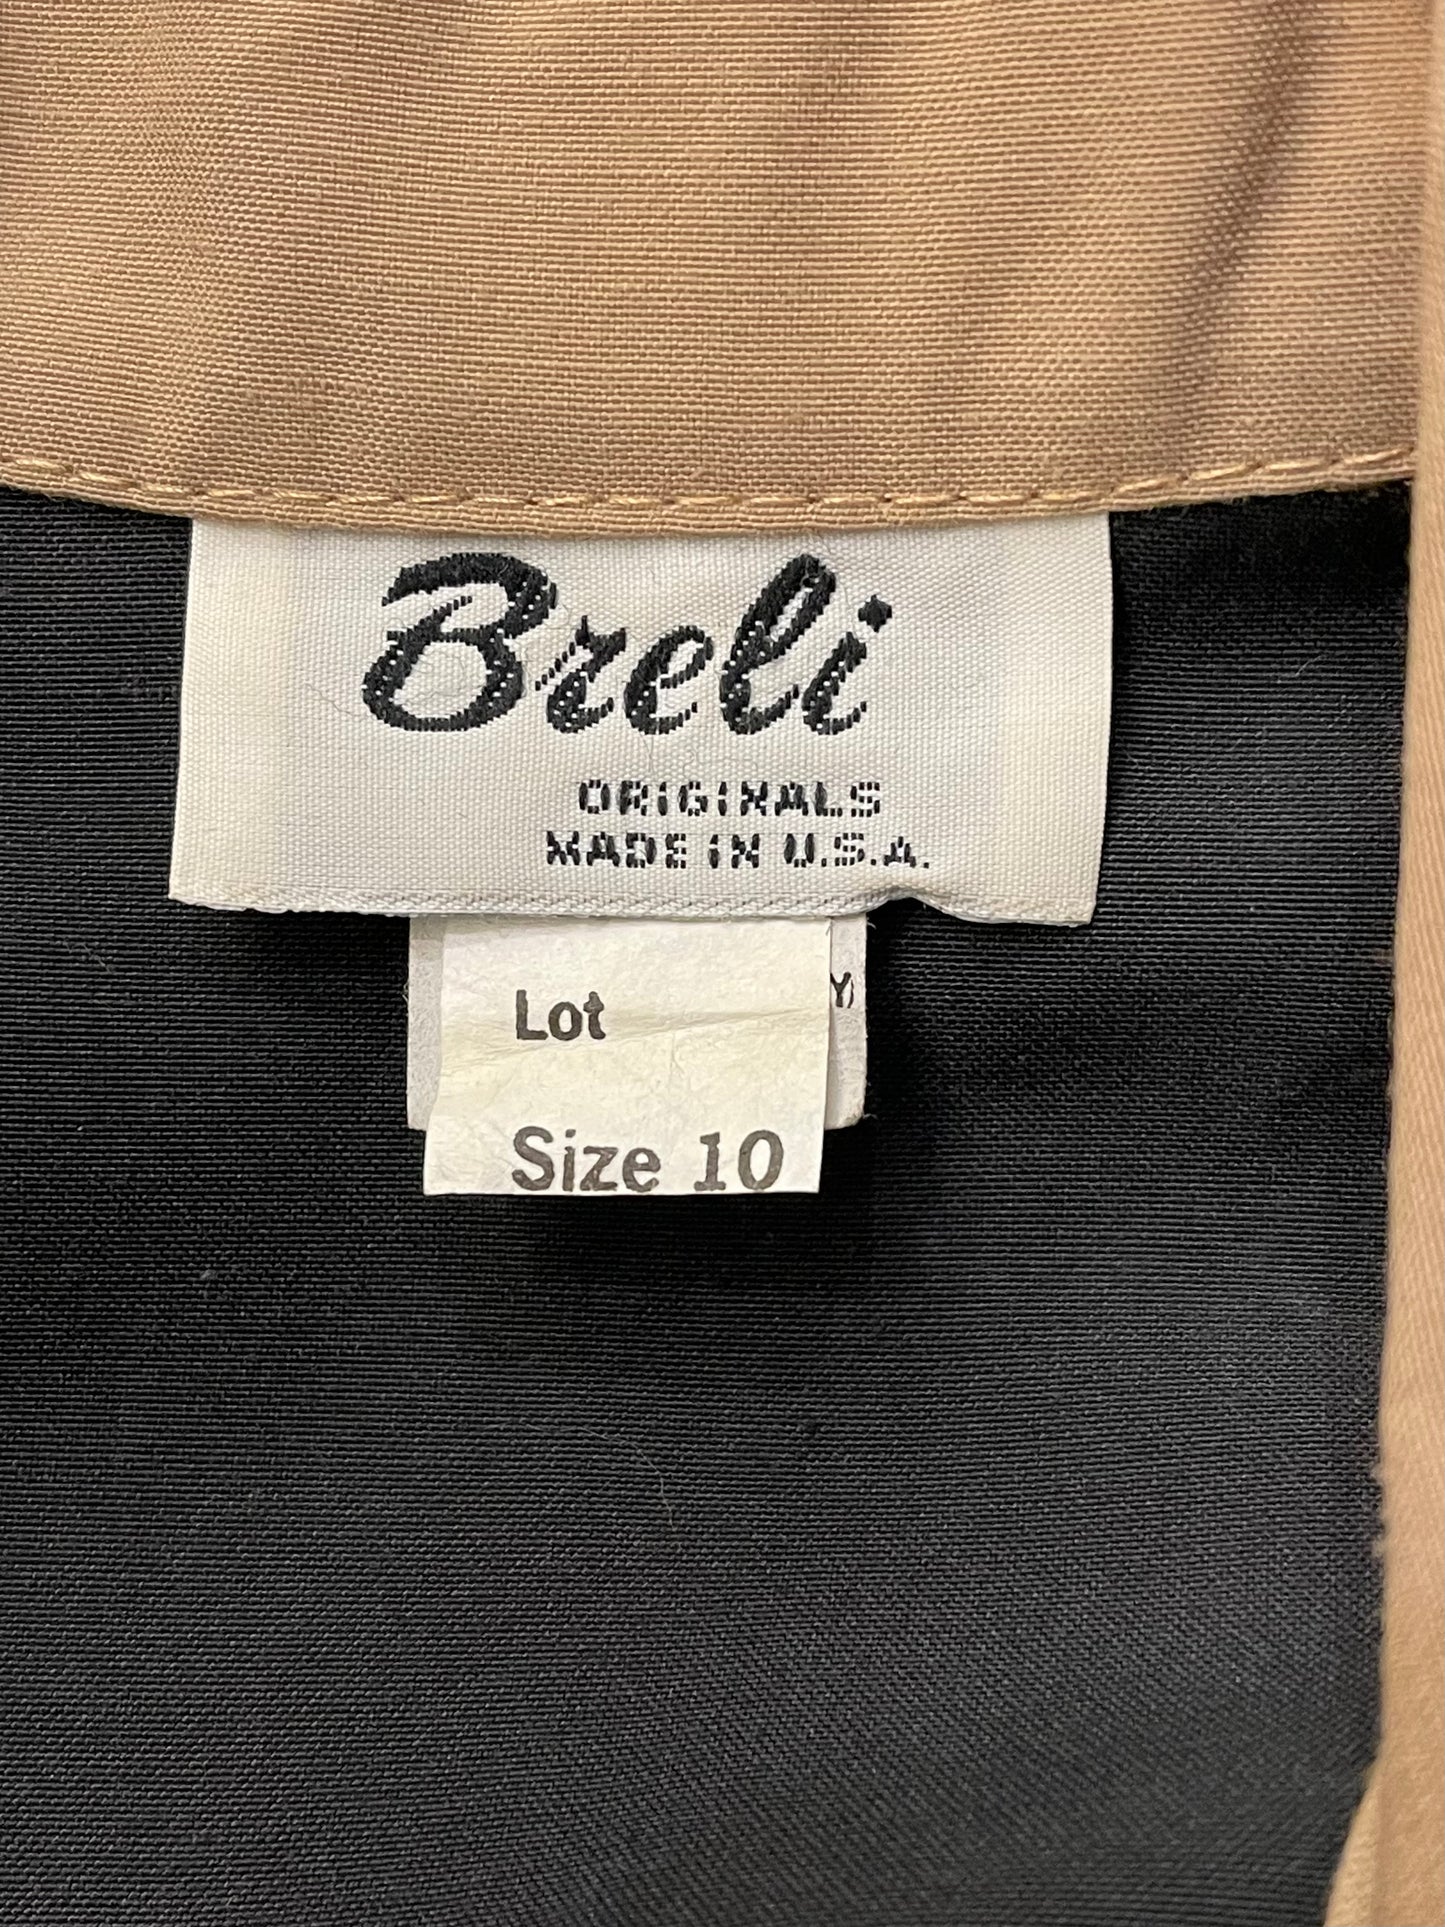 Breli
ORIGINALS
MADE IN U.S.A.
Y)
Lot
Size 10